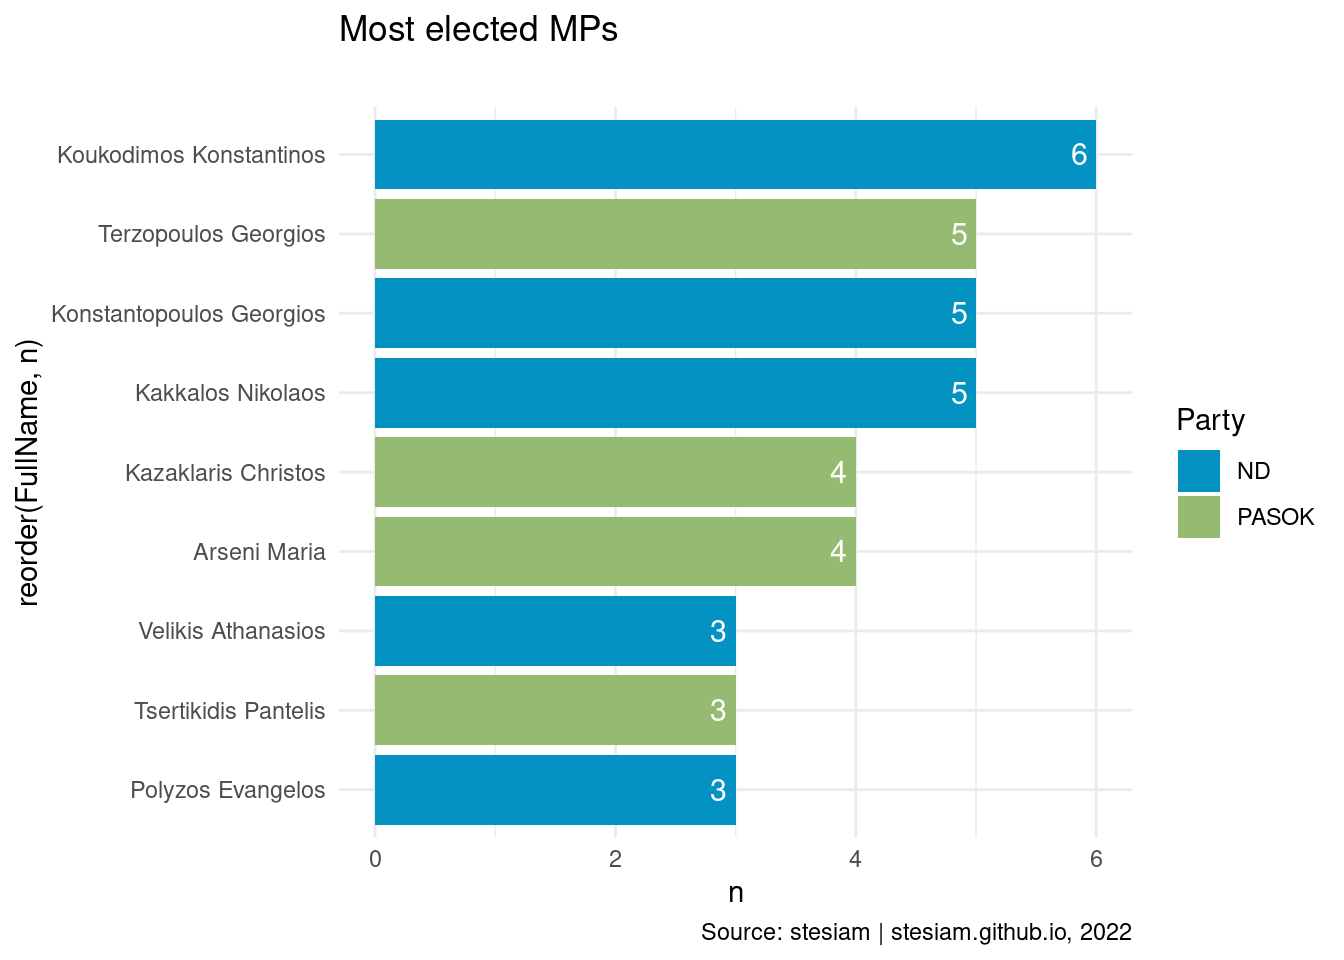 Most elected MPs
reorder(FullName, n)
Koukodimos Konstantinos
6
Terzopoulos Georgios
5
Konstantopoulos Georgios
5
Kakkalos Nikolaos
5
Kazaklaris Christos
4
Arseni Maria
4
Velikis Athanasios
3
Tsertikidis Pantelis
3
Polyzos Evangelos
3
0 2 4 6
n
Party
ND
PASOK
Source: stesiam | stesiam.github.io, 2022